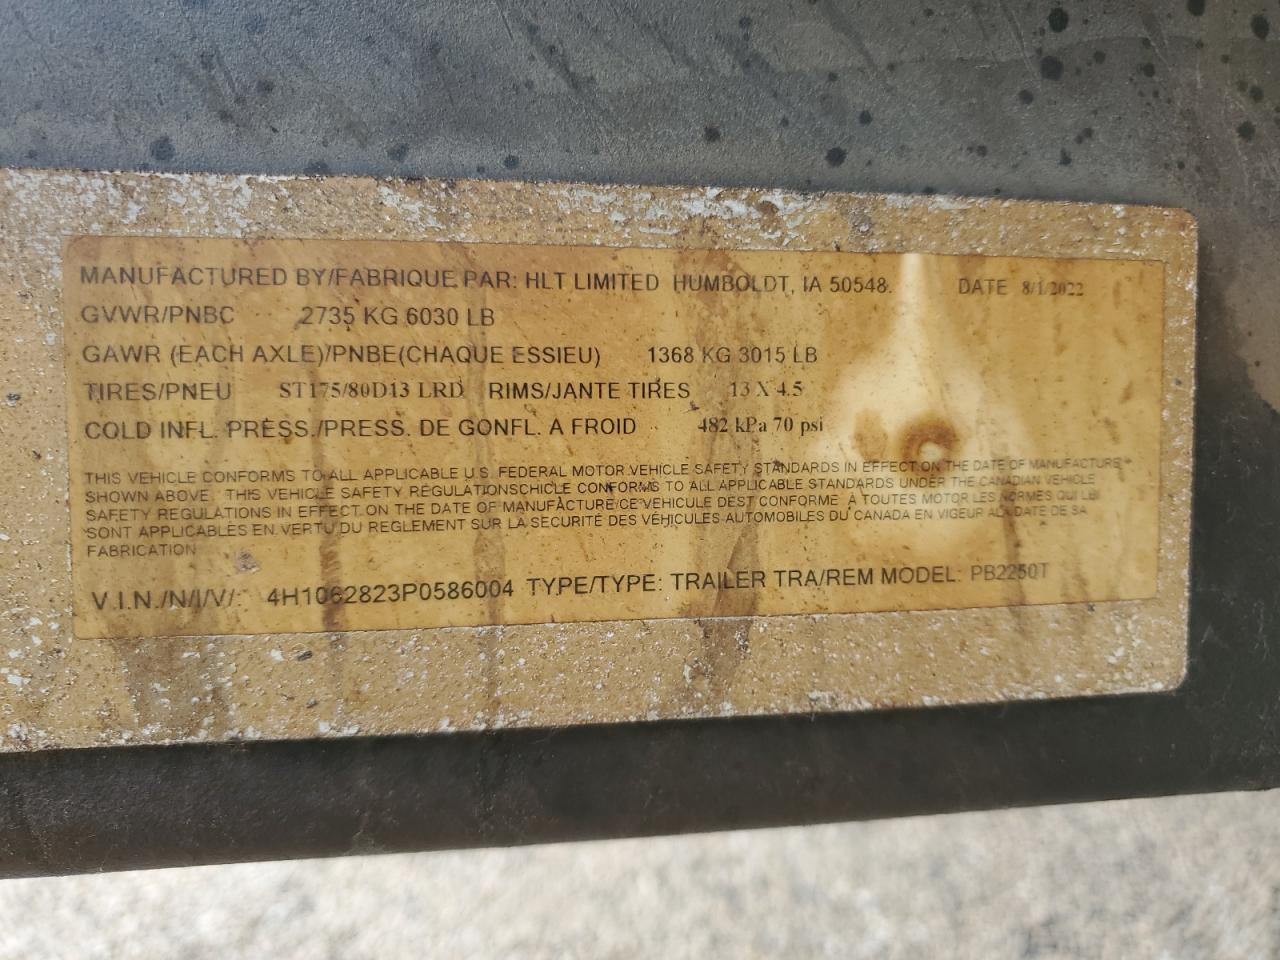 MANUFACTURED BY/FABRIQUE PAR: HLT LIMITED HUMBOLDT, IA 50548. DATE 8/1/2022
GVWR/PNBC 2735 KG 6030 LB
GAWR (EACH AXLE)/PNBE(CHAQUE ESSIEU) 1368 KG 3015 LB
TIRES/PNEU ST175/80D13 LRD RIMS/JANTE TIRES 13 X 4.5
COLD INFL. PRESS./PRESS. DE GONFL. A FROID 482 kPa 70 psi
THIS VEHICLE CONFORMS TO ALL APPLICABLE U.S. FEDERAL MOTOR VEHICLE SAFETY STANDARDS IN EFFECT ON THE DATE OF MANUFACTURE
SHOWN ABOVE. THIS VEHICLE SAFETY REGULATIONSCHICLE CONFORMS TO ALL APPLICABLE STANDARDS UNDER THE CANADIAN VEHICLE
SAFETY REGULATIONS IN EFFECT ON THE DATE OF MANUFACTURE CE VEHICULE DEST CONFORME A TOUTES MOTOR LES NORMES QUI LBI
SONT APPLICABLES EN VERTU DU REGLEMENT SUR LA SECURITÉ DES VÉHICULES AUTOMOBILES DU CANADA EN VIGEUR ALA DATE DE SA
FABRICATION
V.I.N./N/I/V/: 4H1062823P0586004 TYPE/TYPE: TRAILER TRA/REM MODEL: PB2250T